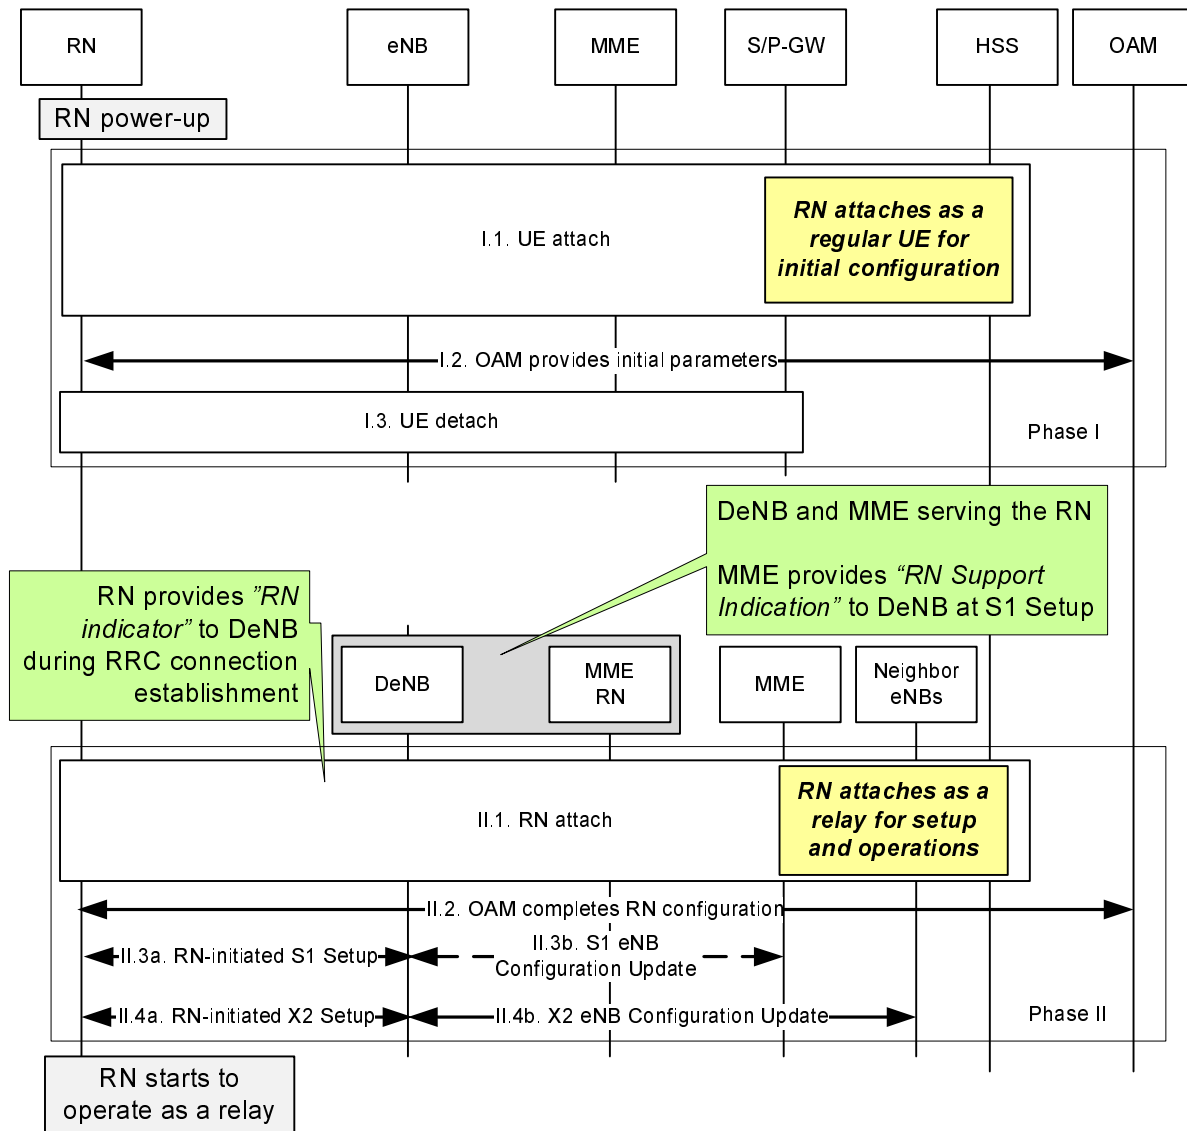 RN
eNB
MME
S/P-GW
HSS
OAM
RN power-up
I.1. UE attach
RN attaches as a
regular UE for
initial configuration
I.2. OAM provides initial parameters
I.3. UE detach
Phase I
DeNB and MME serving the RN
MME provides “RN Support
Indication” to DeNB at S1 Setup
RN provides ”RN
indicator” to DeNB
during RRC connection
establishment
DeNB
MME
RN
MME
Neighbor
eNBs
II.1. RN attach
RN attaches as a
relay for setup
and operations
II.2. OAM completes RN configuration
II.3a. RN-initiated S1 Setup
II.3b. S1 eNB
Configuration Update
II.4a. RN-initiated X2 Setup
II.4b. X2 eNB Configuration Update
Phase II
RN starts to
operate as a relay